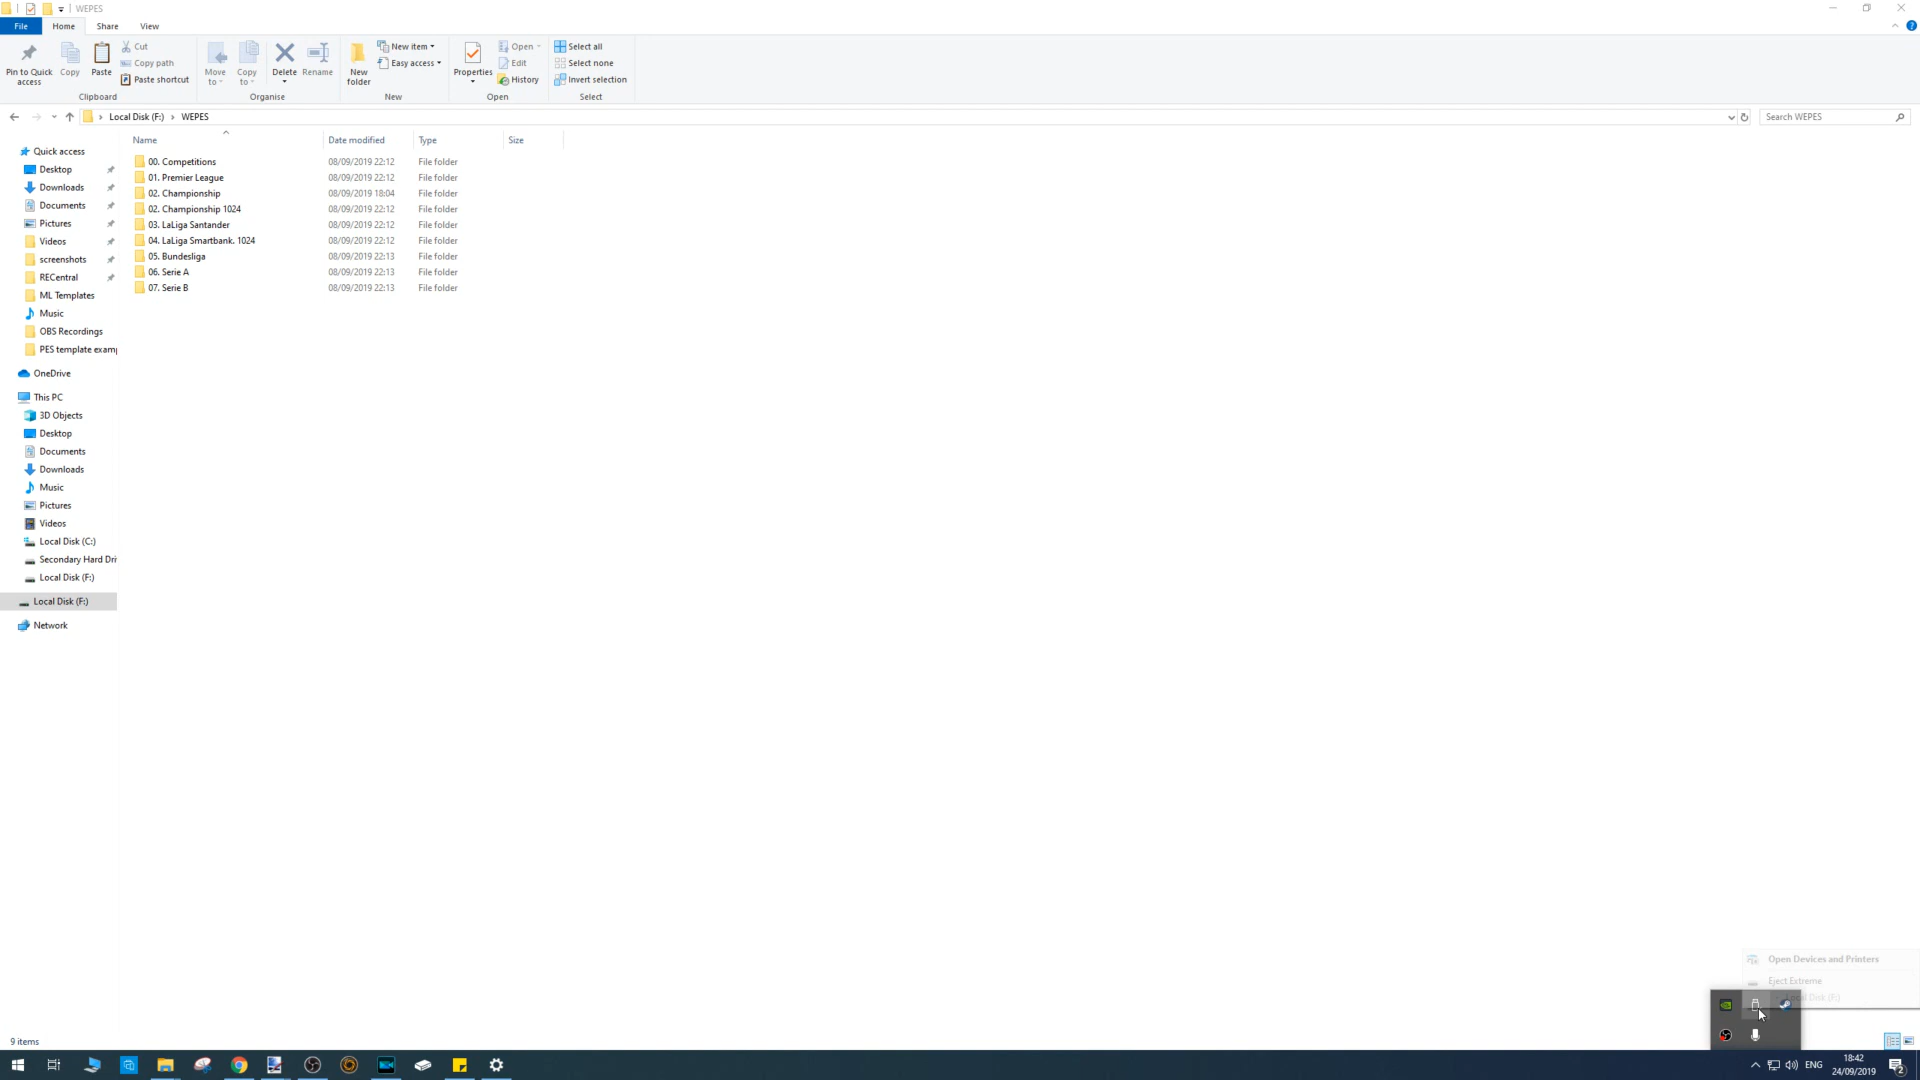 WEPES
File Home Share View
Pin to Quick access
Copy
Paste
Cut
Copy path
Paste shortcut
Clipboard
Move to
Copy to
Delete
Rename
Organise
New folder
New item
Easy access
New
Properties
Open
Edit
History
Open
Select all
Select none
Invert selection
Select
Local Disk (F:) › WEPES
Search WEPES
Name Date modified Type Size
00. Competitions 08/09/2019 22:12 File folder
01. Premier League 08/09/2019 22:12 File folder
02. Championship 08/09/2019 18:04 File folder
02. Championship 1024 08/09/2019 22:12 File folder
03. LaLiga Santander 08/09/2019 22:12 File folder
04. LaLiga Smartbank. 1024 08/09/2019 22:12 File folder
05. Bundesliga 08/09/2019 22:13 File folder
06. Serie A 08/09/2019 22:13 File folder
07. Serie B 08/09/2019 22:13 File folder
Quick access
Desktop
Downloads
Documents
Pictures
Videos
screenshots
RECentral
ML Templates
Music
OBS Recordings
PES template examp
OneDrive
This PC
3D Objects
Desktop
Documents
Downloads
Music
Pictures
Videos
Local Disk (C:)
Secondary Hard Dri
Local Disk (F:)
Local Disk (F:)
Network
Open Devices and Printers
Eject Extreme
Local Disk (F:)
9 items
ENG
18:42
24/09/2019
2